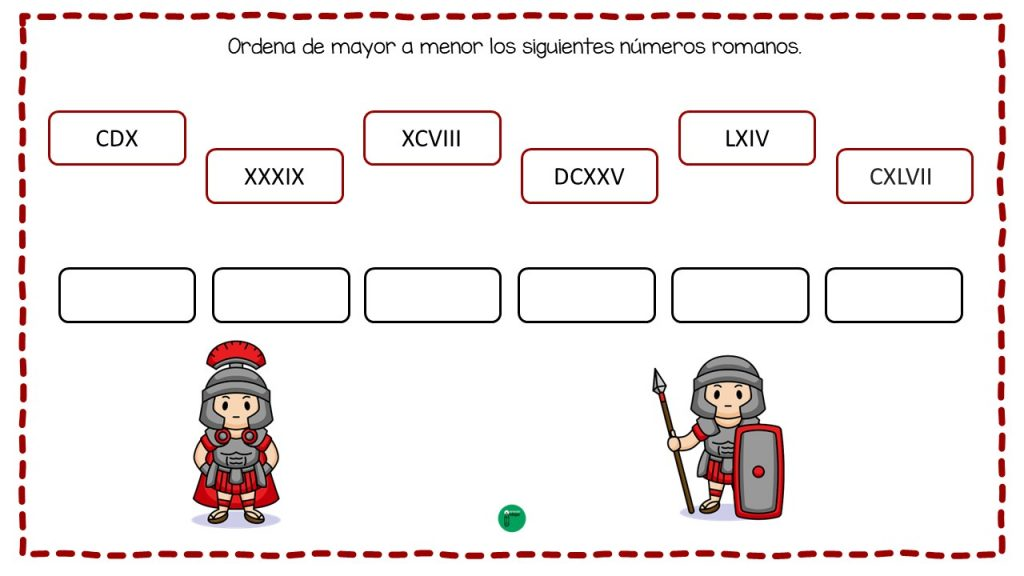 Ordena de mayor a menor los siguientes números romanos.
CDX
XXXIX
XCVIII
DCXXV
LXIV
CXLVII